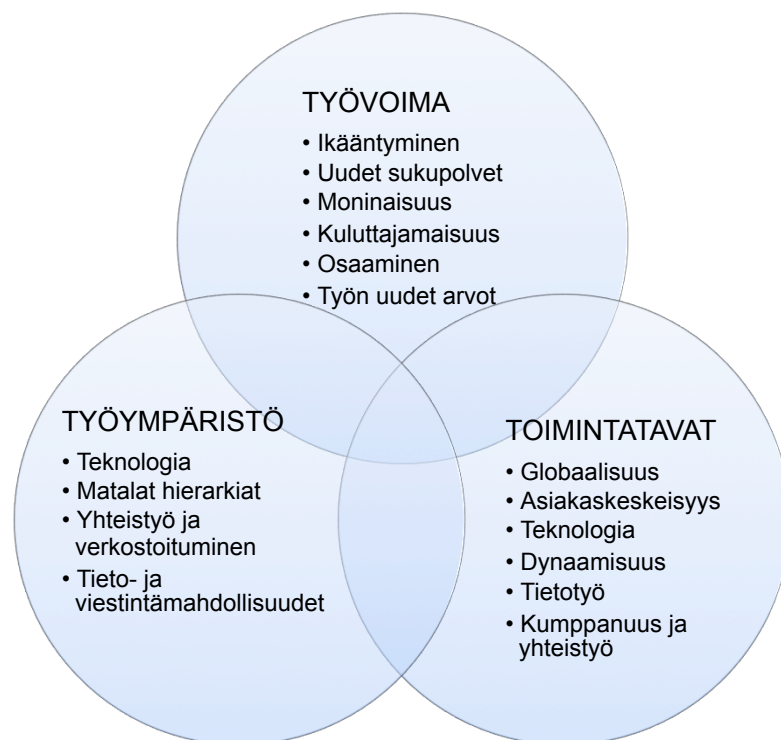 TYÖVOIMA
• Ikääntyminen
• Uudet sukupolvet
• Moninaisuus
• Kuluttajamaisuus
• Osaaminen
• Työn uudet arvot
TYÖYMPÄRISTÖ
• Teknologia
• Matalat hierarkiat
• Yhteistyö ja
verkostoituminen
• Tieto- ja
viestintämahdollisuudet
TOIMINTATAVAT
• Globaalisuus
• Asiakaskeskeisyys
• Teknologia
• Dynaamisuus
• Tietotyö
• Kumppanuus ja
yhteistyö